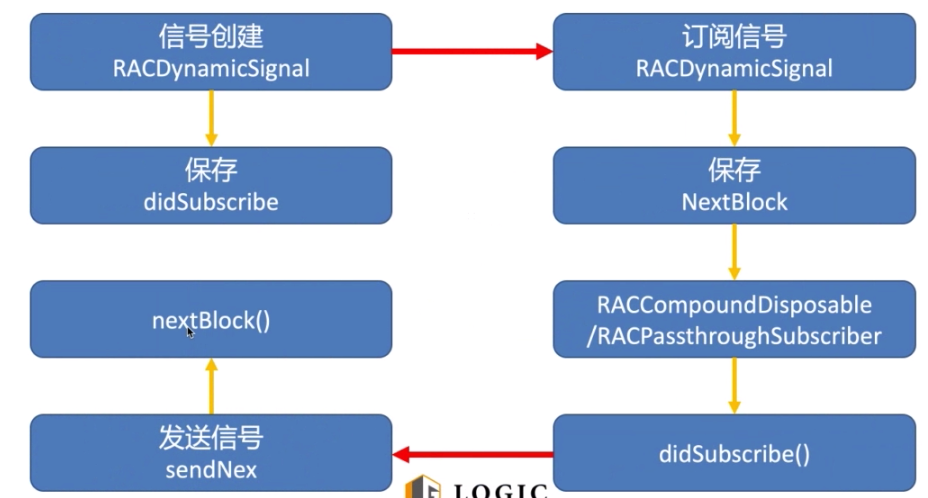 信号创建
RACDynamicSignal
订阅信号
RACDynamicSignal
保存
didSubscribe
保存
NextBlock
nextBlock()
RACCompoundDisposable
/RACPassthroughSubscriber
发送信号
sendNex
didSubscribe()
LOGIC